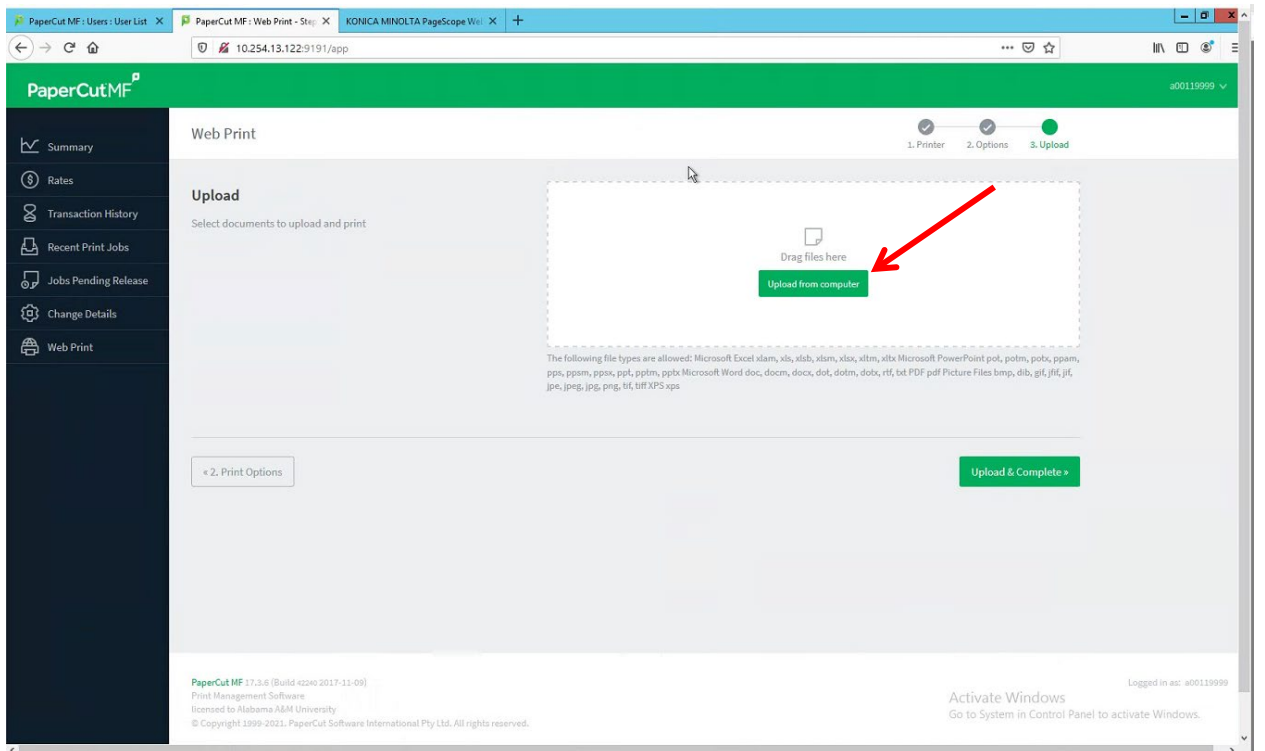 PaperCut MF : Users : User List
PaperCut MF : Web Print - Step
KONICA MINOLTA PageScope Wel
10.254.13.122:9191/app
PaperCutMF
a00119999
Summary
Rates
Transaction History
Recent Print Jobs
Jobs Pending Release
Change Details
Web Print
Web Print
1. Printer
2. Options
3. Upload
Upload
Select documents to upload and print
Drag files here
Upload from computer
The following file types are allowed: Microsoft Excel xlam, xls, xlsb, xlsm, xlsx, xltm, xltx Microsoft PowerPoint pot, potm, potx, ppam,
pps, ppsm, ppsx, ppt, pptm, pptx Microsoft Word doc, docm, docx, dot, dotm, dotx, rtf, txt PDF pdf Picture Files bmp, dib, gif, jfif, jif,
jpe, jpeg, jpg, png, tif, tiff XPS xps
« 2. Print Options
Upload & Complete »
PaperCut MF 17.3.6 (Build 42240 2017-11-09)
Print Management Software
licensed to Alabama A&M University
© Copyright 1999-2021. PaperCut Software International Pty Ltd. All rights reserved.
Logged in as: a00119999
Activate Windows
Go to System in Control Panel to activate Windows.